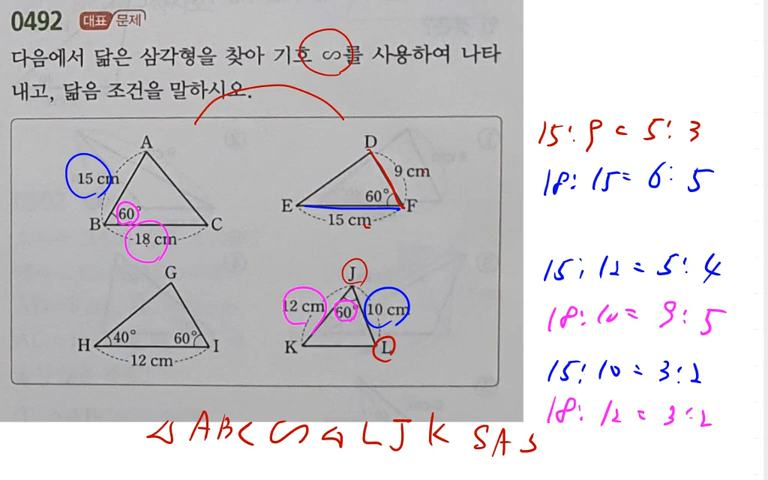 0492 대표 문제
다음에서 닮은 삼각형을 찾아 기호 ∽를 사용하여 나타
내고, 닮음 조건을 말하시오.
A
15 cm
60°
B
C
18 cm
D
9 cm
60°
E
F
15 cm
G
40°
60°
H
I
12 cm
J
12 cm
60°
10 cm
K
L
15 : 9 = 5 : 3
18 : 15 = 6 : 5
15 : 12 = 5 : 4
18 : 10 = 9 : 5
15 : 10 = 3 : 2
18 : 12 = 3 : 2
△ABC ∽ △LJK SAS